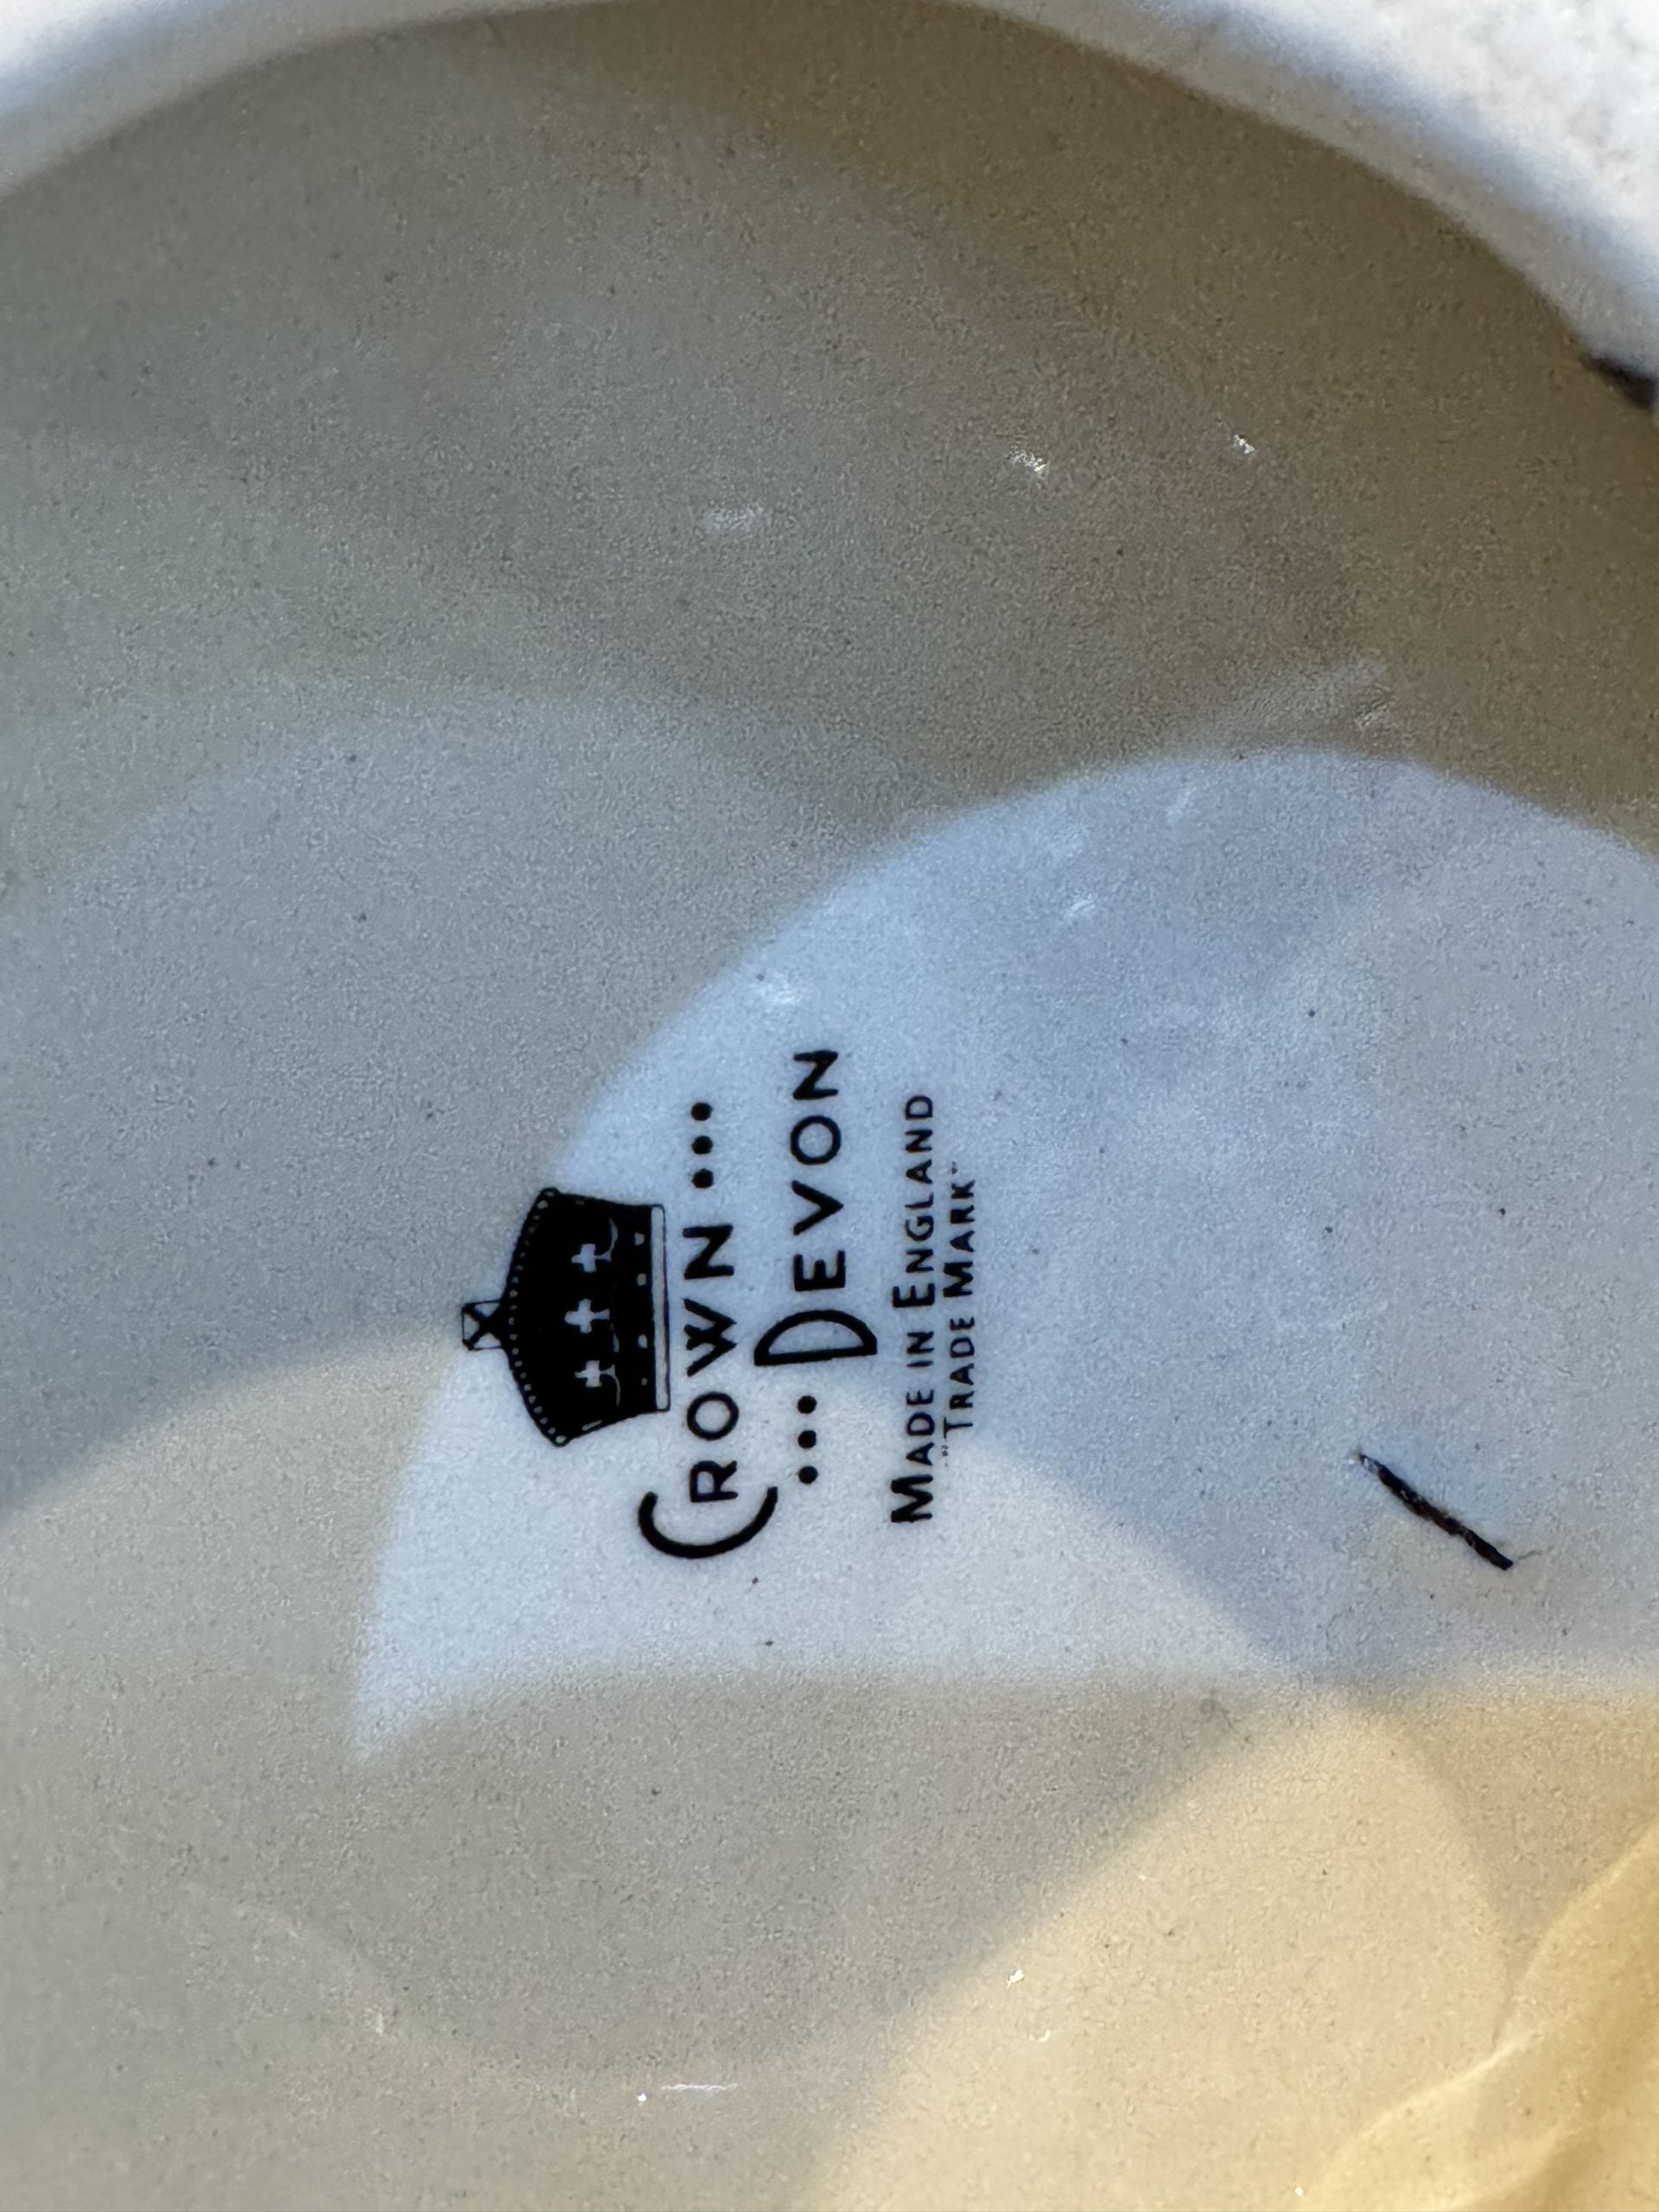 CROWN ....
... DEVON
MADE IN ENGLAND
"TRADE MARK"